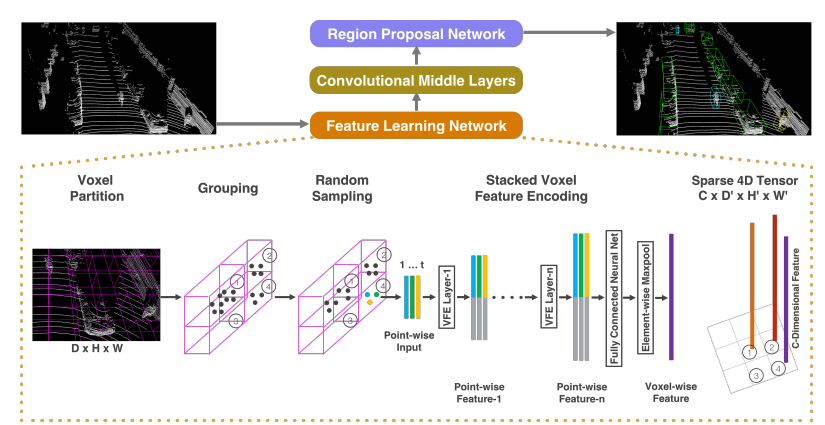 Region Proposal Network
Convolutional Middle Layers
Feature Learning Network
Voxel
Partition
Grouping
Random
Sampling
Stacked Voxel
Feature Encoding
Sparse 4D Tensor
C x D' x H' x W'
D x H x W
1
2
3
4
1
2
3
4
1 ... t
Point-wise
Input
VFE Layer-1
Point-wise
Feature-1
VFE Layer-n
Point-wise
Feature-n
Fully Connected Neural Net
Element-wise Maxpool
Voxel-wise
Feature
C-Dimensional Feature
1
2
3
4